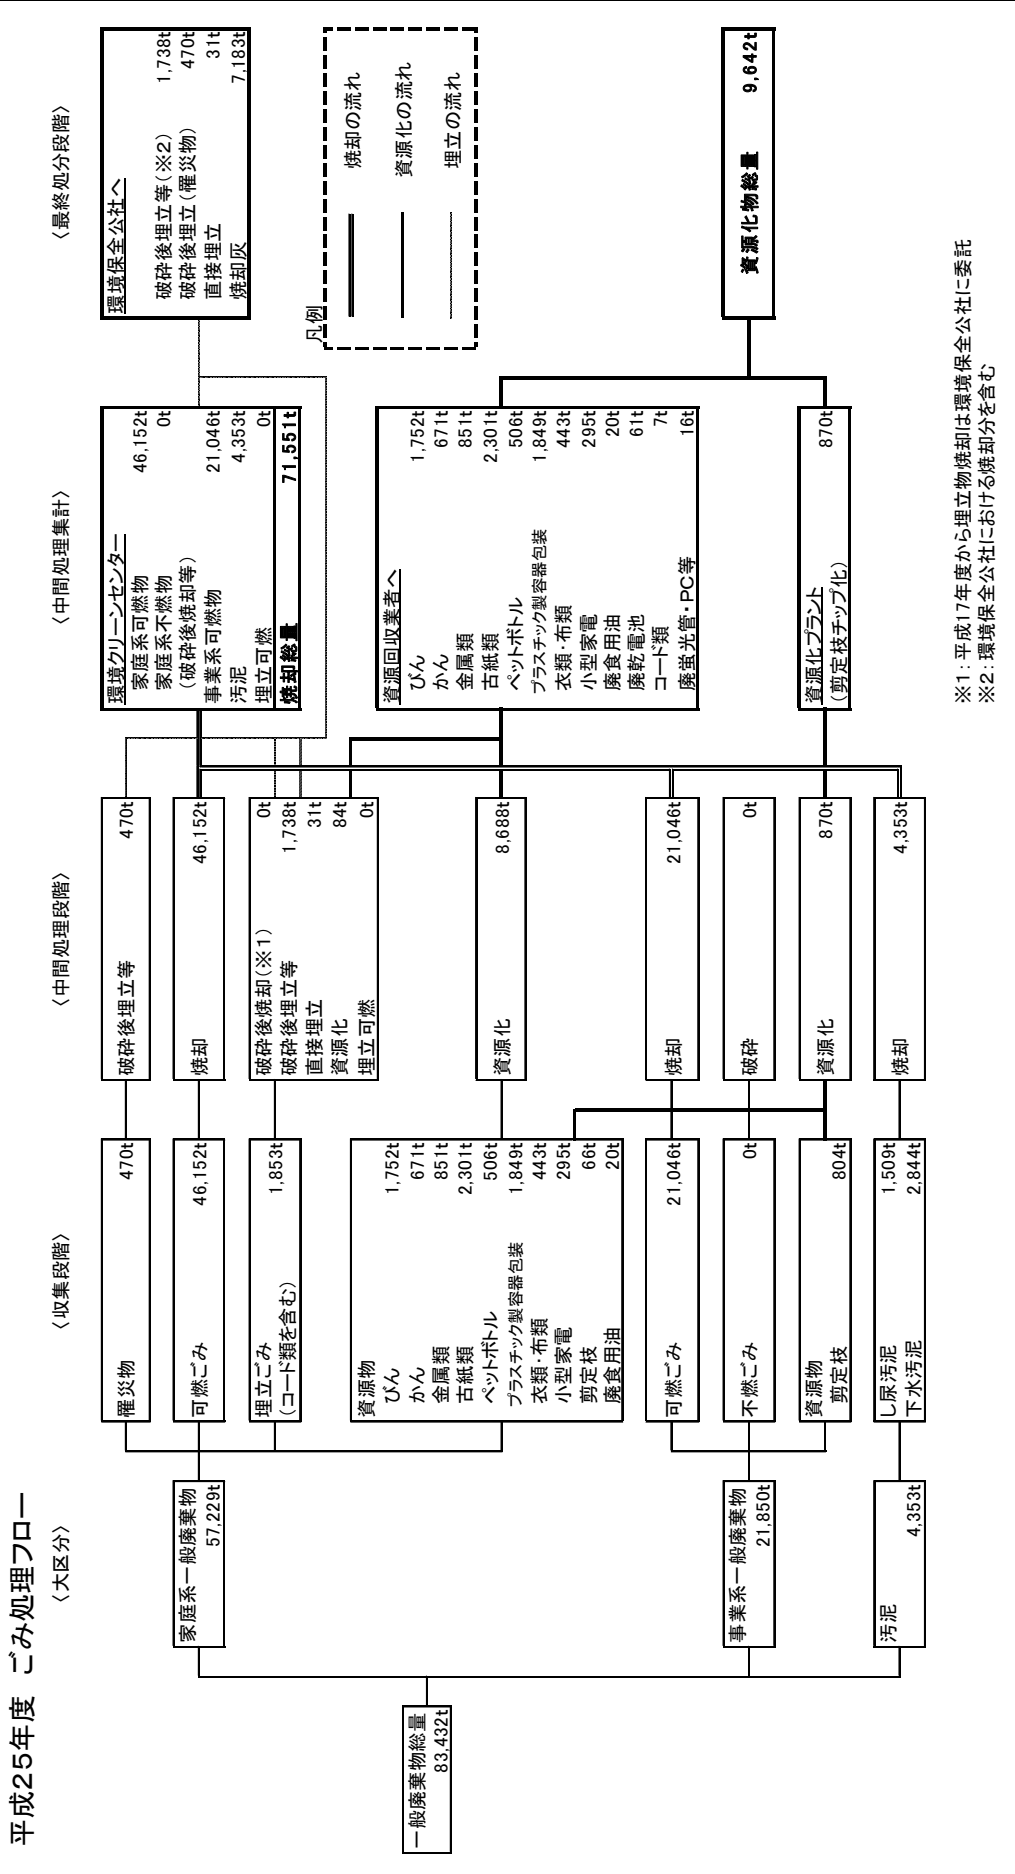 平成25年度　ごみ処理フロー
〈大区分〉
〈収集段階〉
〈中間処理段階〉
〈中間処理集計〉
〈最終処分段階〉
一般廃棄物総量
83,432t
家庭系一般廃棄物
57,229t
事業系一般廃棄物
21,850t
汚泥
4,353t
罹災物
470t
可燃ごみ
46,152t
埋立ごみ
（コード類を含む）
1,853t
資源物
びん 1,752t
かん 671t
金属類 851t
古紙類 2,301t
ペットボトル 506t
プラスチック製容器包装 1,849t
衣類・布類 443t
小型家電 295t
剪定枝 66t
廃食用油 20t
可燃ごみ
21,046t
不燃ごみ
0t
資源物
剪定枝 804t
し尿汚泥 1,509t
下水汚泥 2,844t
破砕後埋立等
470t
焼却
46,152t
破砕後焼却（※1） 0t
破砕後埋立等 1,738t
直接埋立 31t
資源化 84t
埋立可燃 0t
資源化
8,688t
焼却
21,046t
破砕
0t
資源化
870t
焼却
4,353t
環境クリーンセンター
家庭系可燃物 46,152t
家庭系不燃物 0t
（破砕後焼却等）
事業系可燃物 21,046t
汚泥 4,353t
埋立可燃 0t
焼却総量 71,551t
資源回収業者へ
びん 1,752t
かん 671t
金属類 851t
古紙類 2,301t
ペットボトル 506t
プラスチック製容器包装 1,849t
衣類・布類 443t
小型家電 295t
廃食用油 20t
廃乾電池 61t
コード類 7t
廃蛍光管・PC等 16t
資源化プラント
（剪定枝チップ化） 870t
環境保全公社へ
破砕後埋立等（※2） 1,738t
破砕後埋立（罹災物） 470t
直接埋立 31t
焼却灰 7,183t
凡例
焼却の流れ
資源化の流れ
埋立の流れ
資源化物総量 9,642t
※1：平成17年度から埋立物焼却は環境保全公社に委託
※2：環境保全公社における焼却分を含む